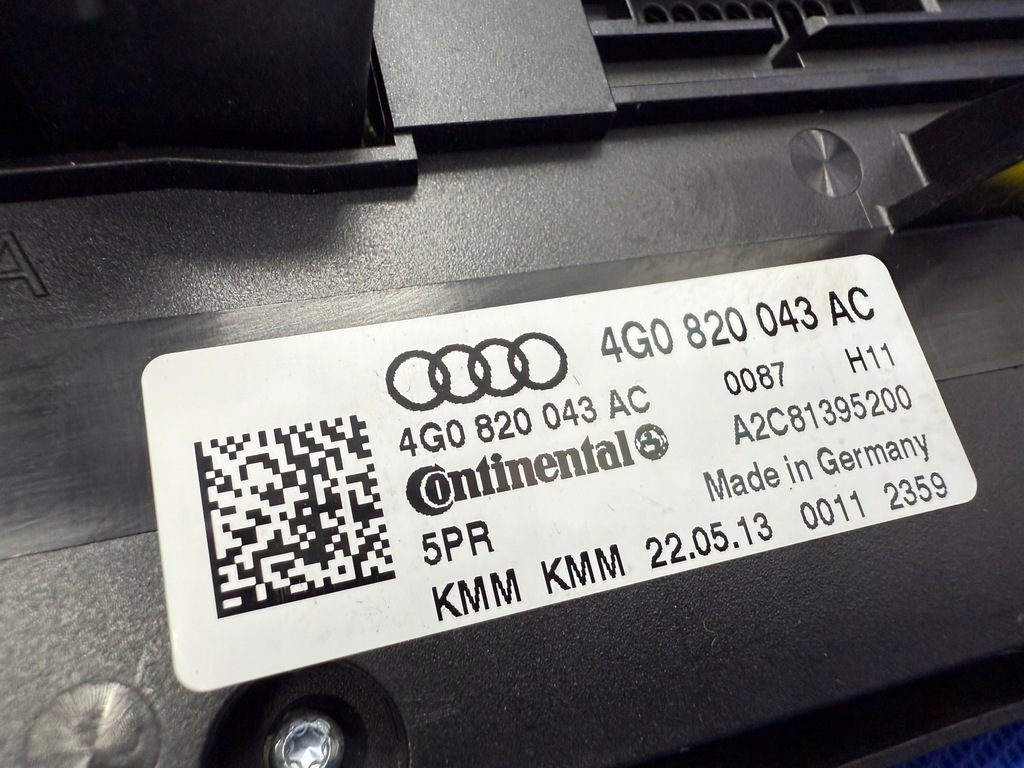 4G0 820 043 AC
0087 H11
4G0 820 043 AC
A2C81395200
Continental
Made in Germany
5PR
KMM KMM 22.05.13 0011 2359
A